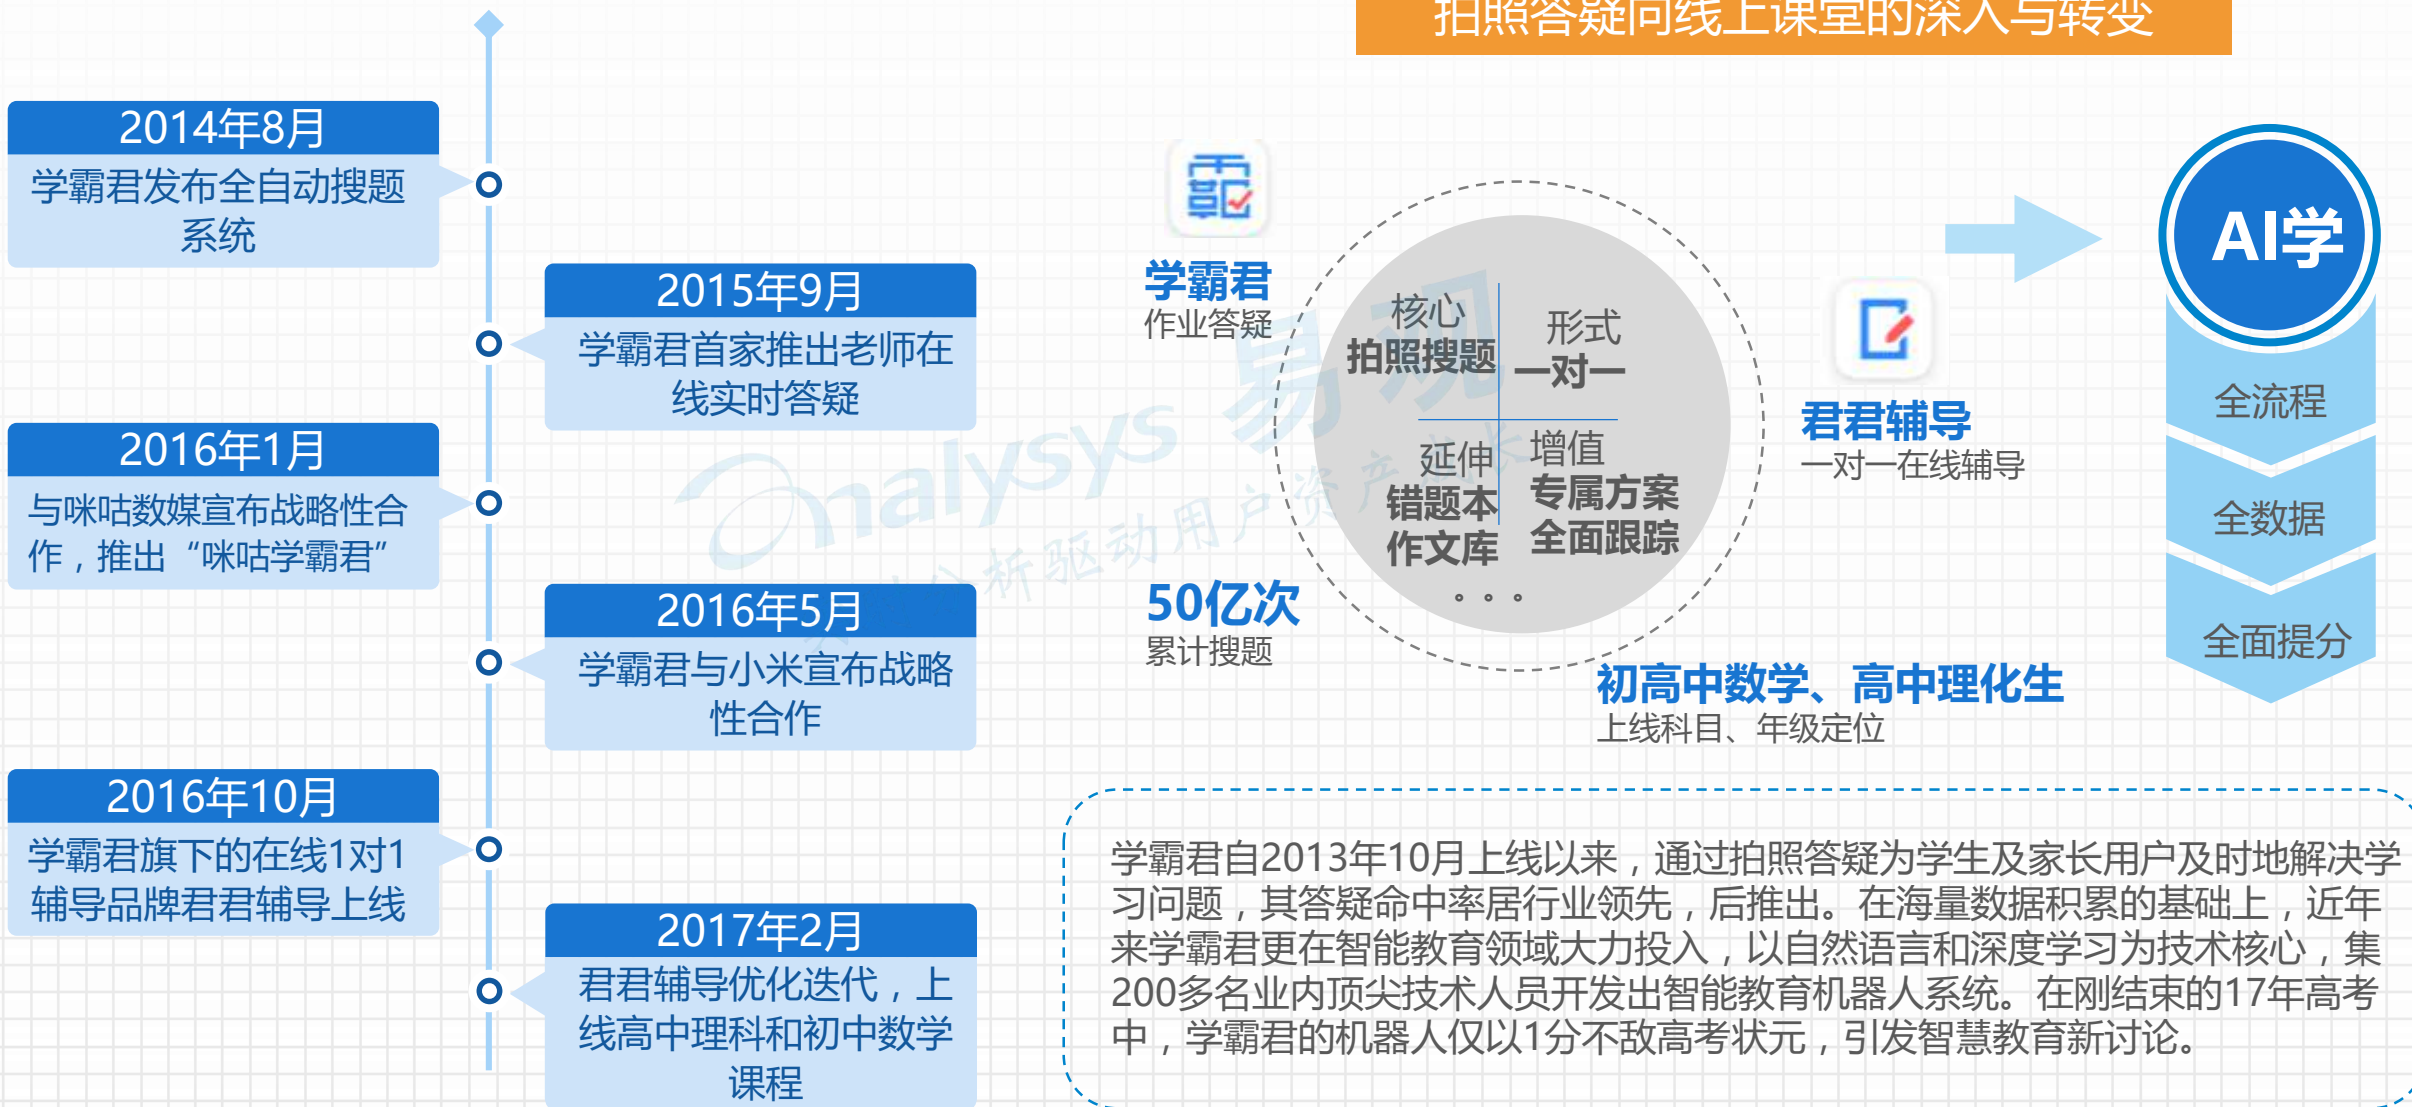 拍照答疑向线上课堂的深入与转变
2014年8月
学霸君发布全自动搜题
系统
2015年9月
学霸君首家推出老师在
线实时答疑
2016年1月
与咪咕数媒宣布战略性合
作，推出“咪咕学霸君”
2016年5月
学霸君与小米宣布战略
性合作
2016年10月
学霸君旗下的在线1对1
辅导品牌君君辅导上线
2017年2月
君君辅导优化迭代，上
线高中理科和初中数学
课程
学霸君
作业答疑
核心
拍照搜题
形式
一对一
延伸
错题本
作文库
增值
专属方案
全面跟踪
。。。
50亿次
累计搜题
君君辅导
一对一在线辅导
初高中数学、高中理化生
上线科目、年级定位
AI学
全流程
全数据
全面提分
nalysys 易观
分析驱动用户资产成长
学霸君自2013年10月上线以来，通过拍照答疑为学生及家长用户及时地解决学
习问题，其答疑命中率居行业领先，后推出。在海量数据积累的基础上，近年
来学霸君更在智能教育领域大力投入，以自然语言和深度学习为技术核心，集
200多名业内顶尖技术人员开发出智能教育机器人系统。在刚结束的17年高考
中，学霸君的机器人仅以1分不敌高考状元，引发智慧教育新讨论。